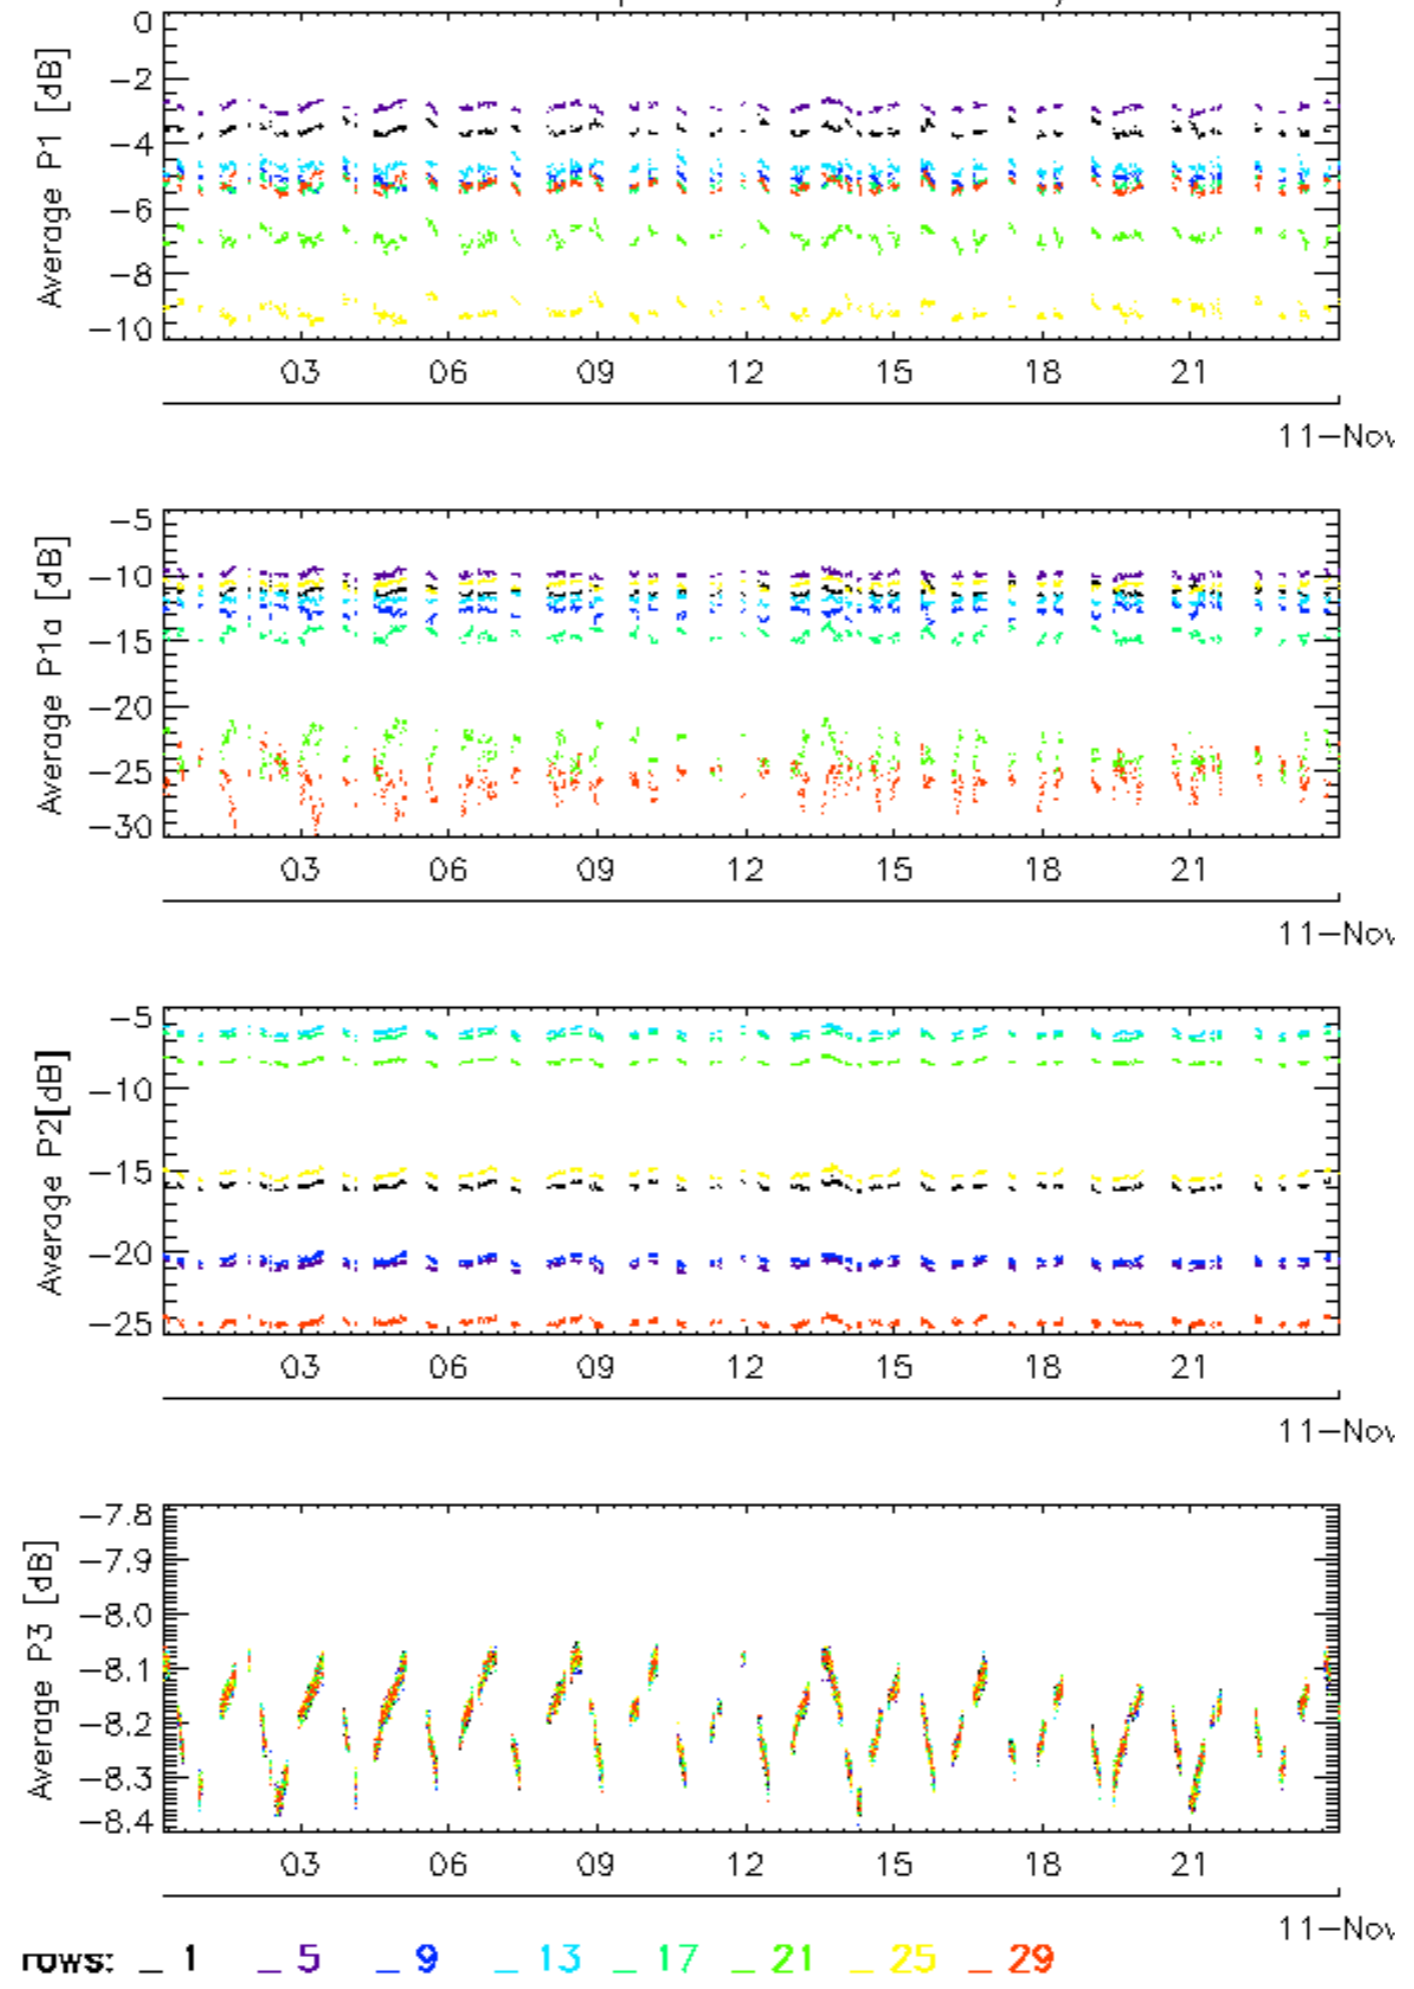 Average P1 [dB]
0
−2
−4
−6
−8
−10
03 06 09 12 15 18 21
11−Nov
Average P1a [dB]
−5
−10
−15
−20
−25
−30
03 06 09 12 15 18 21
11−Nov
Average P2[dB]
−5
−10
−15
−20
−25
03 06 09 12 15 18 21
11−Nov
Average P3 [dB]
−7.8
−7.9
−8.0
−8.1
−8.2
−8.3
−8.4
03 06 09 12 15 18 21
11−Nov
rows: _ 1 _ 5 _ 9 _ 13 _ 17 _ 21 _ 25 _ 29